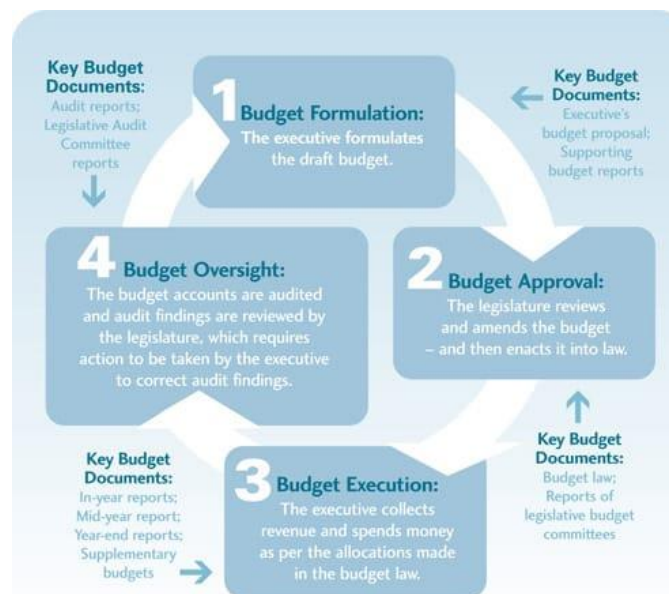 Key Budget
Documents:
Audit reports;
Legislative Audit
Committee
reports
1
Budget Formulation:
The executive formulates
the draft budget.
Key Budget
Documents:
Executive's
budget proposal;
Supporting
budget reports
2
Budget Approval:
The legislature reviews
and amends the budget
– and then enacts it into law.
Key Budget
Documents:
Budget law;
Reports of
legislative budget
committees
3
Budget Execution:
The executive collects
revenue and spends money
as per the allocations made
in the budget law.
Key Budget
Documents:
In-year reports;
Mid-year report;
Year-end reports;
Supplementary
budgets
4
Budget Oversight:
The budget accounts are audited
and audit findings are reviewed by
the legislature, which requires
action to be taken by the executive
to correct audit findings.